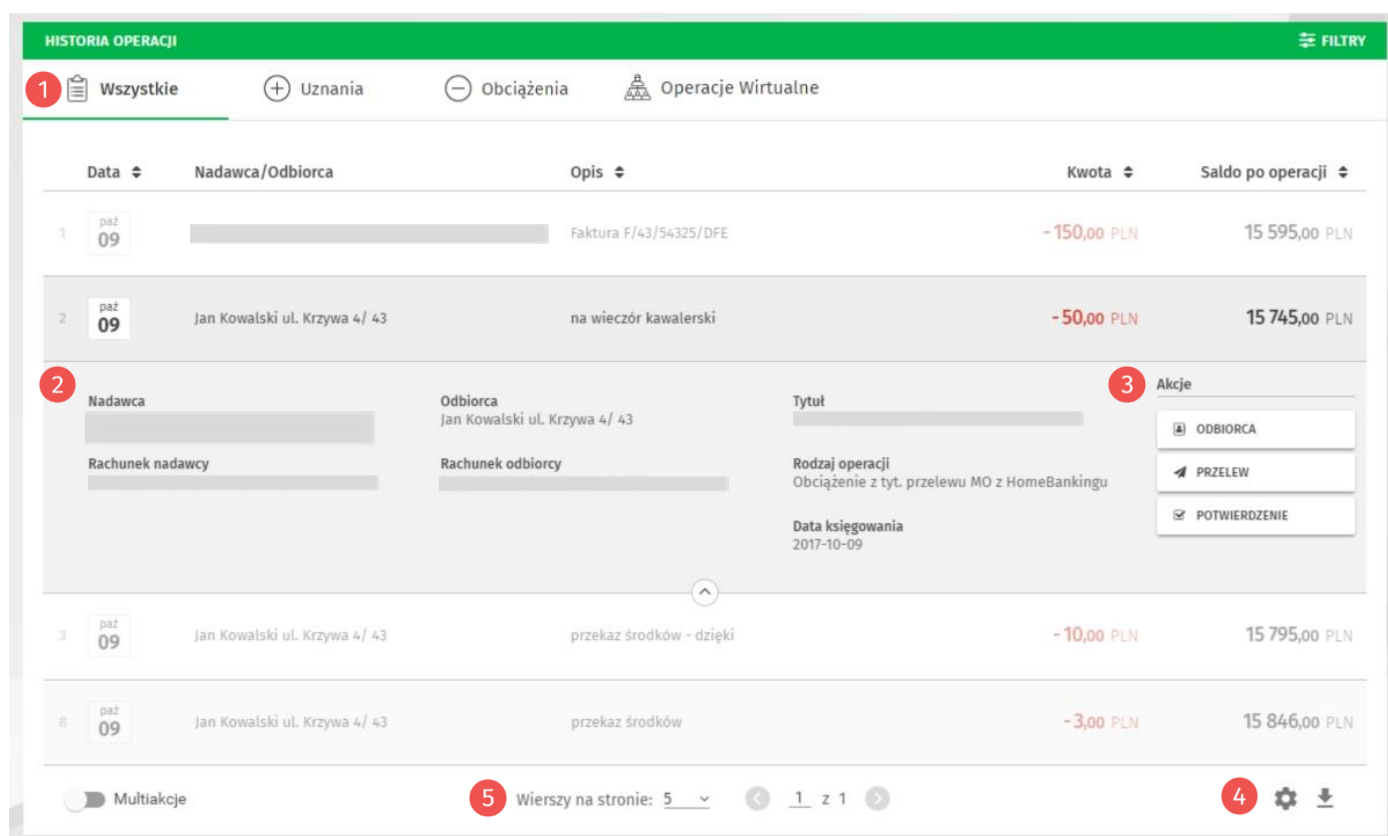 HISTORIA OPERACJI FILTRY
1 Wszystkie Uznania Obciążenia Operacje Wirtualne
Data Nadawca/Odbiorca Opis Kwota Saldo po operacji
1 paź 09 Faktura F/43/54325/DFE -150,00 PLN 15 595,00 PLN
2 paź 09 Jan Kowalski ul. Krzywa 4/ 43 na wieczór kawalerski -50,00 PLN 15 745,00 PLN
2 3 Akcje
Nadawca Odbiorca Tytuł
Jan Kowalski ul. Krzywa 4/ 43
ODBIORCA
Rachunek nadawcy Rachunek odbiorcy Rodzaj operacji
Obciążenie z tyt. przelewu MO z HomeBankingu
PRZELEW
POTWIERDZENIE
Data księgowania
2017-10-09
3 paź 09 Jan Kowalski ul. Krzywa 4/ 43 przekaz środków - dzięki -10,00 PLN 15 795,00 PLN
8 paź 09 Jan Kowalski ul. Krzywa 4/ 43 przekaz środków -3,00 PLN 15 846,00 PLN
Multiakcje 5 Wierszy na stronie: 5 1 z 1 4